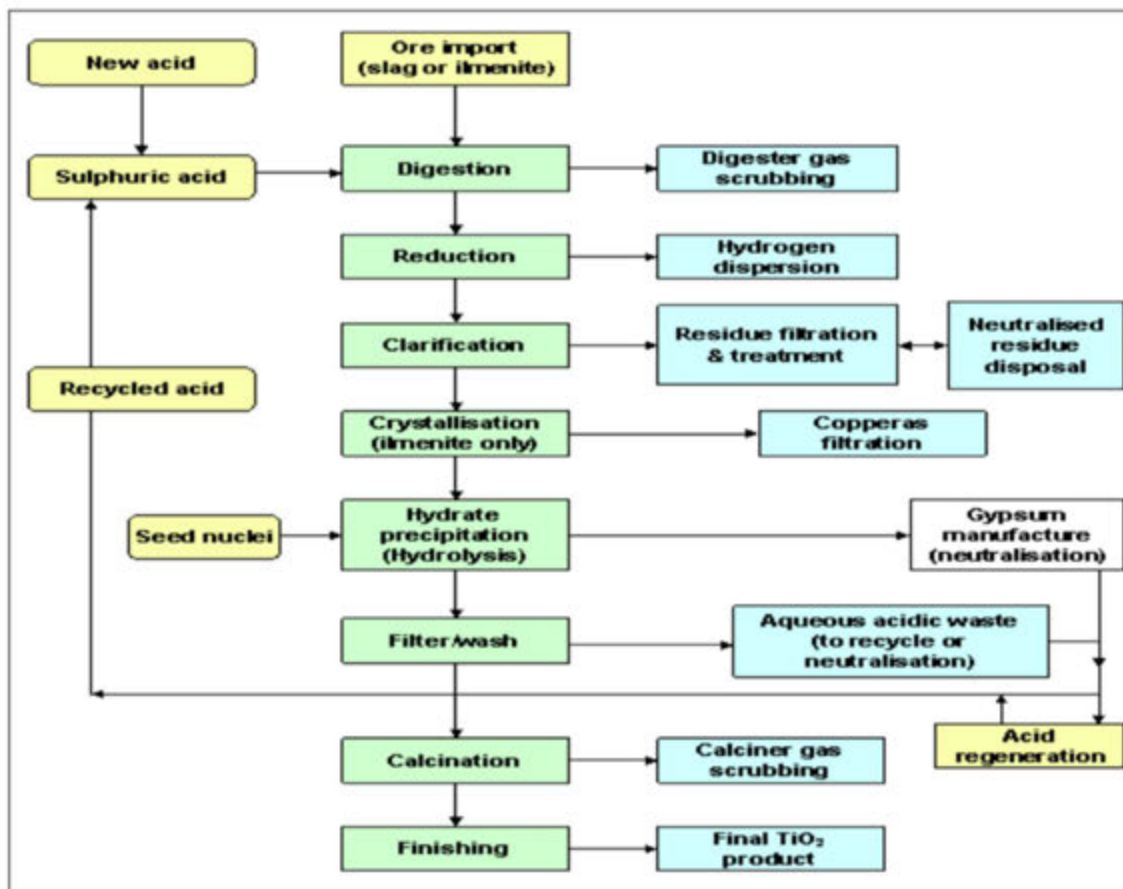 New acid
Ore import
(slag or ilmenite)
Sulphuric acid
Digestion
Digester gas
scrubbing
Reduction
Hydrogen
dispersion
Clarification
Residue filtration
& treatment
Neutralised
residue
disposal
Recycled acid
Crystallisation
(ilmenite only)
Copperas
filtration
Seed nuclei
Hydrate
precipitation
(Hydrolysis)
Gypsum
manufacture
(neutralisation)
Filter/wash
Aqueous acidic waste
(to recycle or
neutralisation)
Calcination
Calciner gas
scrubbing
Acid
regeneration
Finishing
Final TiO₂
product